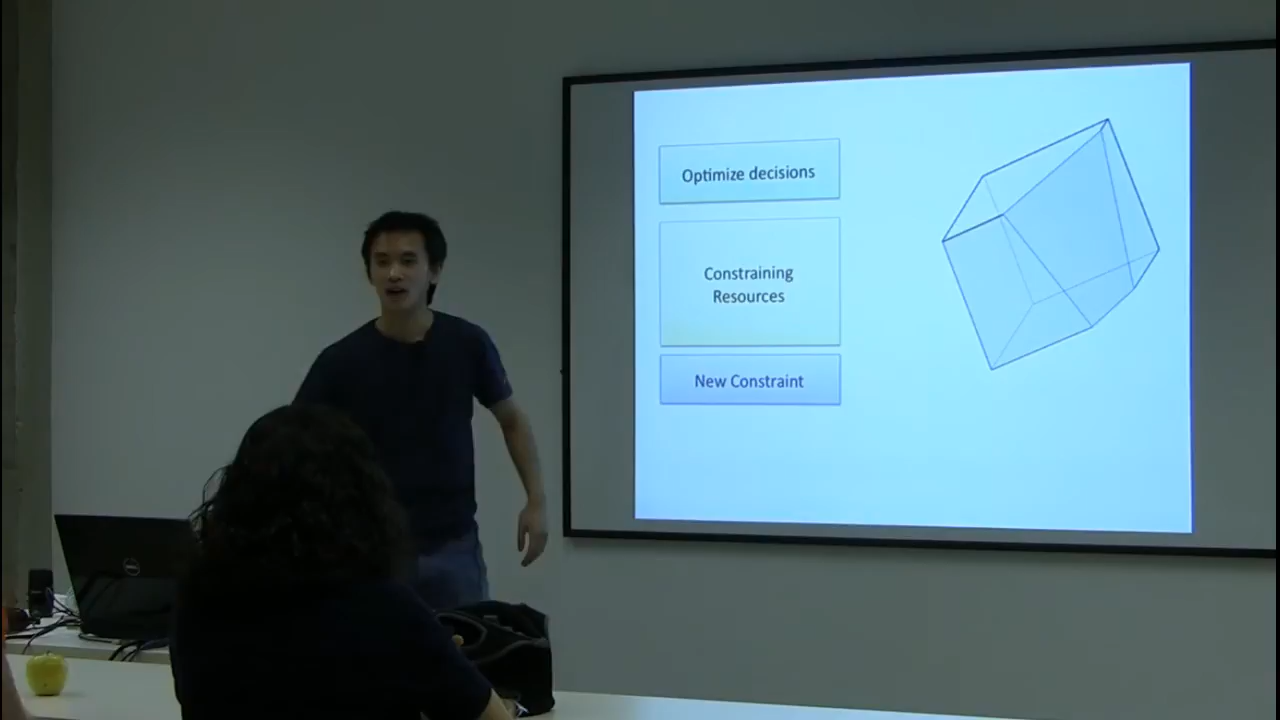 Optimize decisions
Constraining
Resources
New Constraint